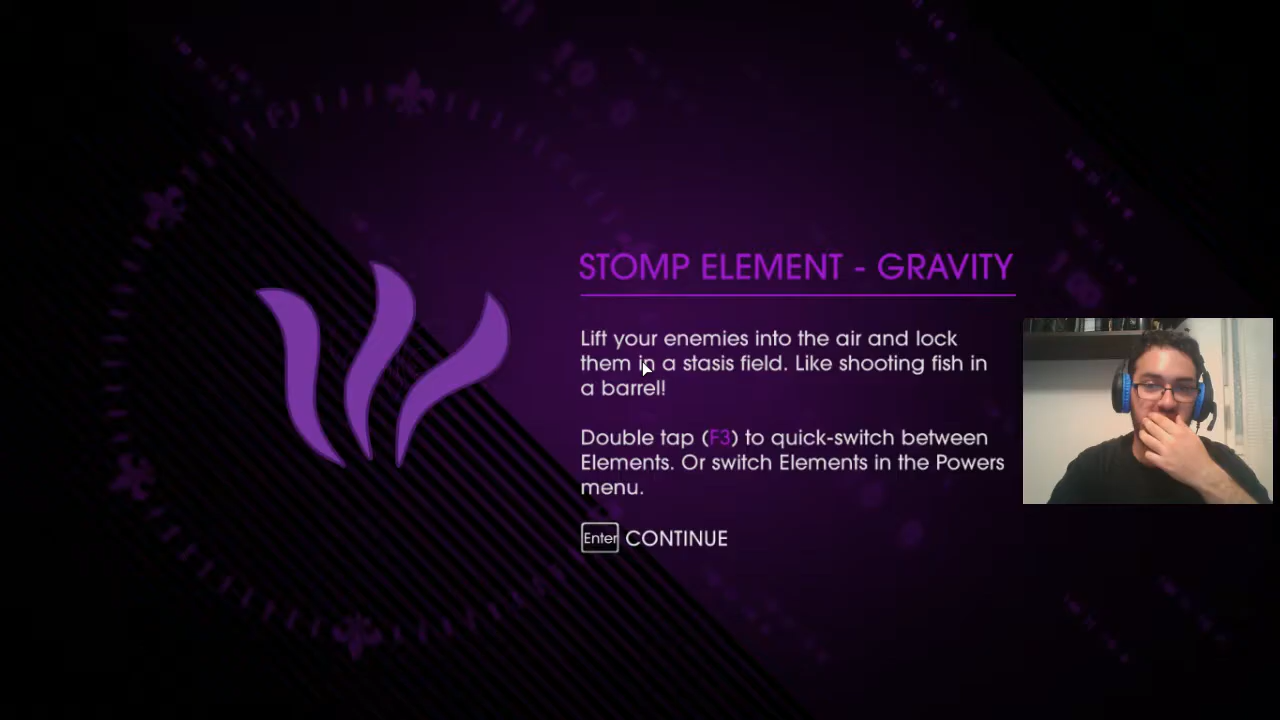 STOMP ELEMENT - GRAVITY
Lift your enemies into the air and lock
them in a stasis field. Like shooting fish in
a barrel!
Double tap (F3) to quick-switch between
Elements. Or switch Elements in the Powers
menu.
Enter CONTINUE